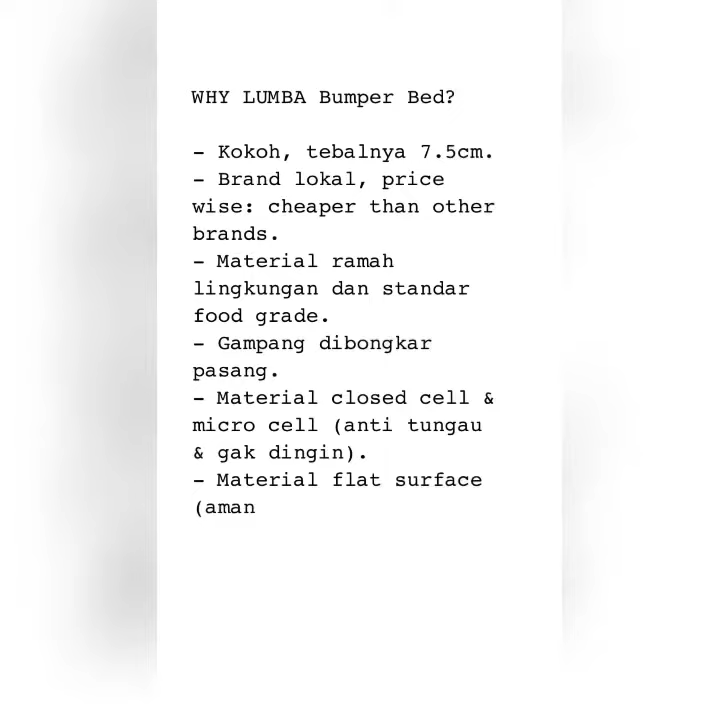 WHY LUMBA Bumper Bed?
- Kokoh, tebalnya 7.5cm.
- Brand lokal, price
wise: cheaper than other
brands.
- Material ramah
lingkungan dan standar
food grade.
- Gampang dibongkar
pasang.
- Material closed cell &
micro cell (anti tungau
& gak dingin).
- Material flat surface
(aman